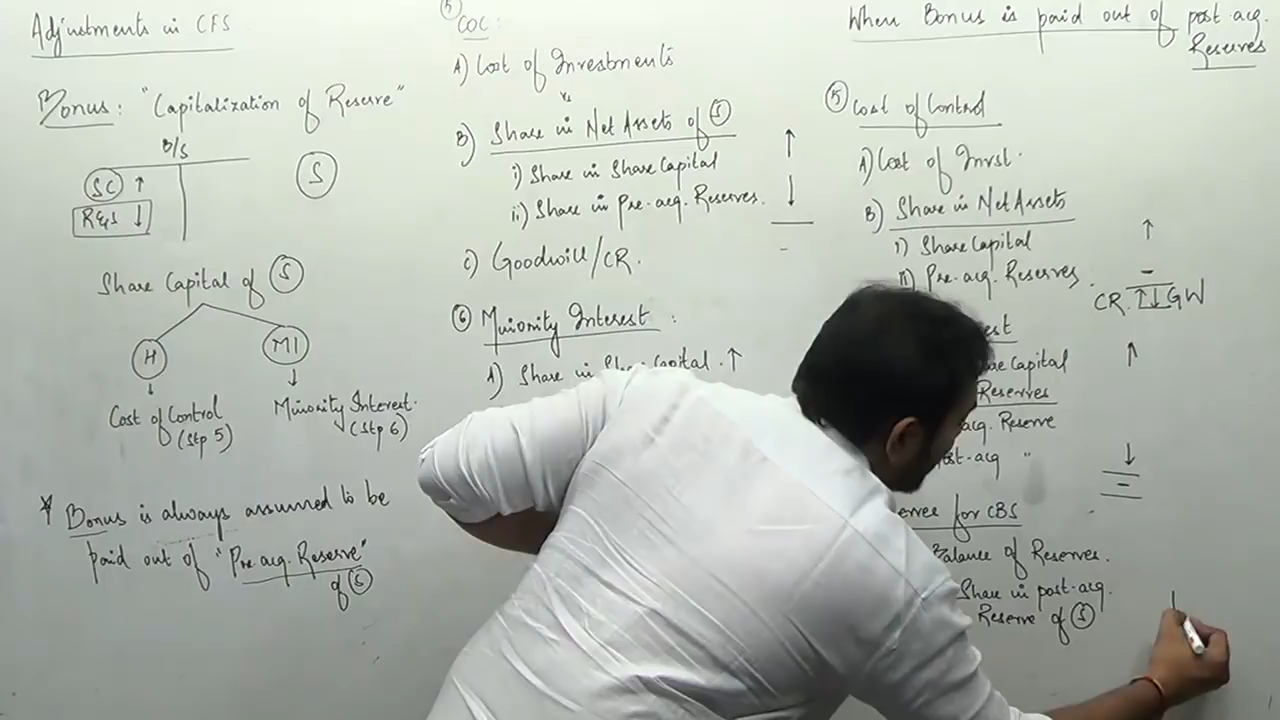 Adjustments in CFS
Bonus: "Capitalization of Reserve"
B/S
SC ↑
R&S ↓
S
Share Capital of S
H
MI
Cost of Control
(Stp 5)
Minority Interest
(Stp 6)
* Bonus is always assumed to be
paid out of "Pre-acq. Reserve"
of S
5
COC:
A) Cost of Investments
vs
B) Share in Net Assets of S
i) Share in Share Capital ↑
ii) Share in Pre-acq. Reserves. ↓
-
C) Goodwill/CR.
6 Minority Interest:
A) Share in Share Capital ↑
When Bonus is paid out of post-acq.
Reserves
5 Cost of Control
A) Cost of Invst.
B) Share in Net Assets
i) Share Capital ↑
ii) Pre-acq. Reserves -
CR. ↑↓ GW
est
are Capital ↑
Reserves
acq. Reserve
ost-acq " ↓
-
erve for CBS
Balance of Reserves.
Share in post-acq.
Reserve of S